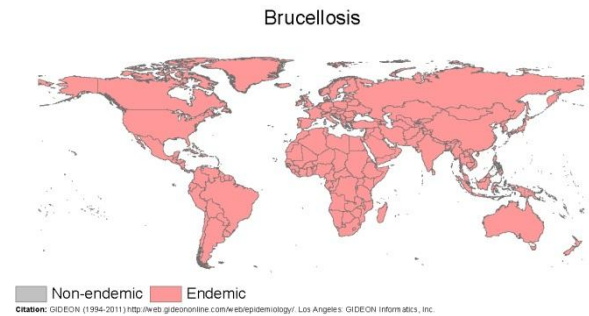 Brucellosis
Non-endemic Endemic
Citation: GIDEON (1994-2011) http://web.gideononline.com/web/epidemiology/. Los Angeles: GIDEON Informatics, Inc.